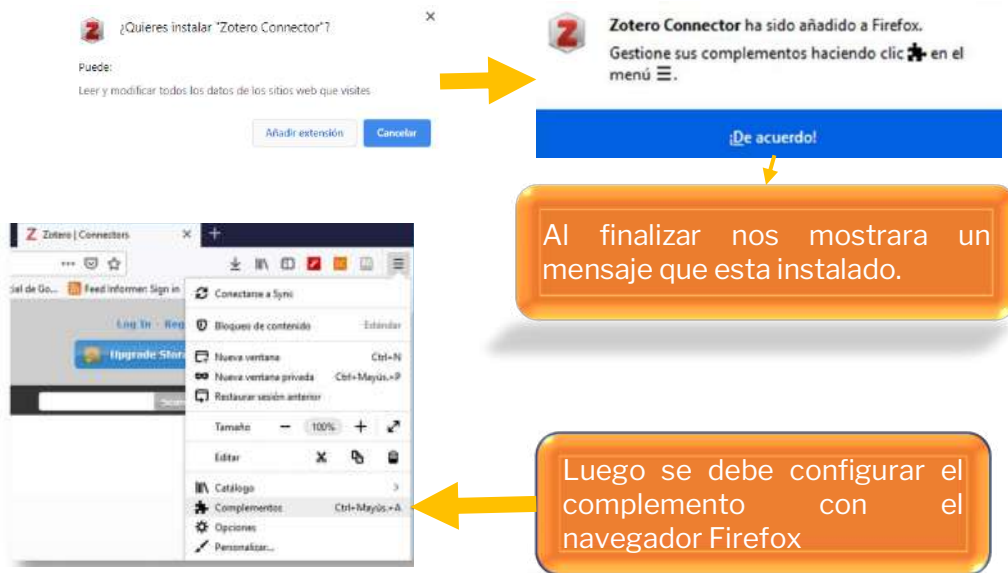 ¿Quieres instalar "Zotero Connector"?
Puede:
Leer y modificar todos los datos de los sitios web que visites
Añadir extensión
Cancelar
Zotero Connector ha sido añadido a Firefox.
Gestione sus complementos haciendo clic en el
menú ☰.
¡De acuerdo!
Al finalizar nos mostrara un
mensaje que esta instalado.
Zotero | Connectors
Feed Informer: Sign in
Log In
Upgrade Stor
Conectarse a Sync
Bloqueo de contenido Estándar
Nueva ventana Ctrl+N
Nueva ventana privada Ctrl+Mayús.+P
Restaurar sesión anterior
Tamaño 100%
Editar
Catálogo
Complementos Ctrl+Mayús.+A
Opciones
Personalizar...
Luego se debe configurar el
complemento con el
navegador Firefox